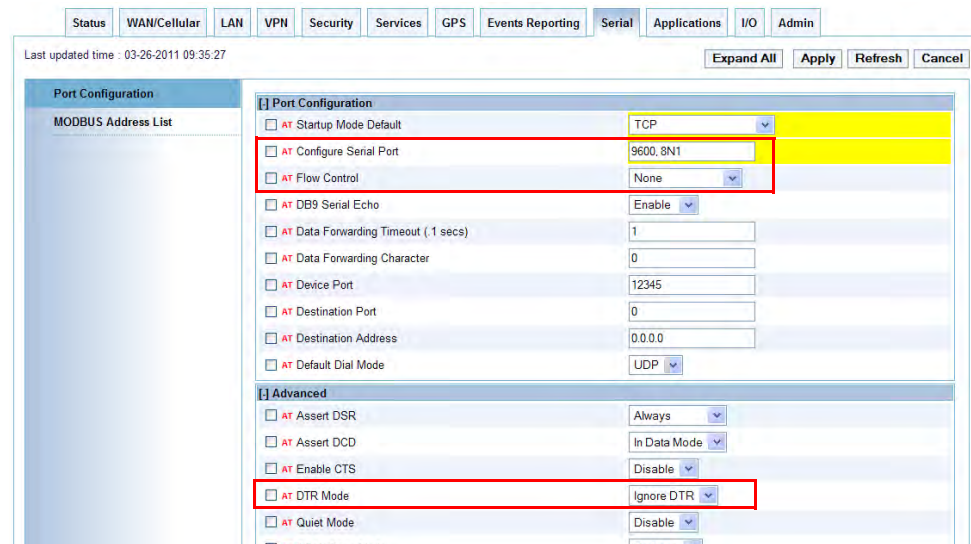 Status WAN/Cellular LAN VPN Security Services GPS Events Reporting Serial Applications I/O Admin
Last updated time : 03-26-2011 09:35:27
Expand All Apply Refresh Cancel
Port Configuration
MODBUS Address List
[-] Port Configuration
AT Startup Mode Default TCP
AT Configure Serial Port 9600, 8N1
AT Flow Control None
AT DB9 Serial Echo Enable
AT Data Forwarding Timeout (.1 secs) 1
AT Data Forwarding Character 0
AT Device Port 12345
AT Destination Port 0
AT Destination Address 0.0.0.0
AT Default Dial Mode UDP
[-] Advanced
AT Assert DSR Always
AT Assert DCD In Data Mode
AT Enable CTS Disable
AT DTR Mode Ignore DTR
AT Quiet Mode Disable